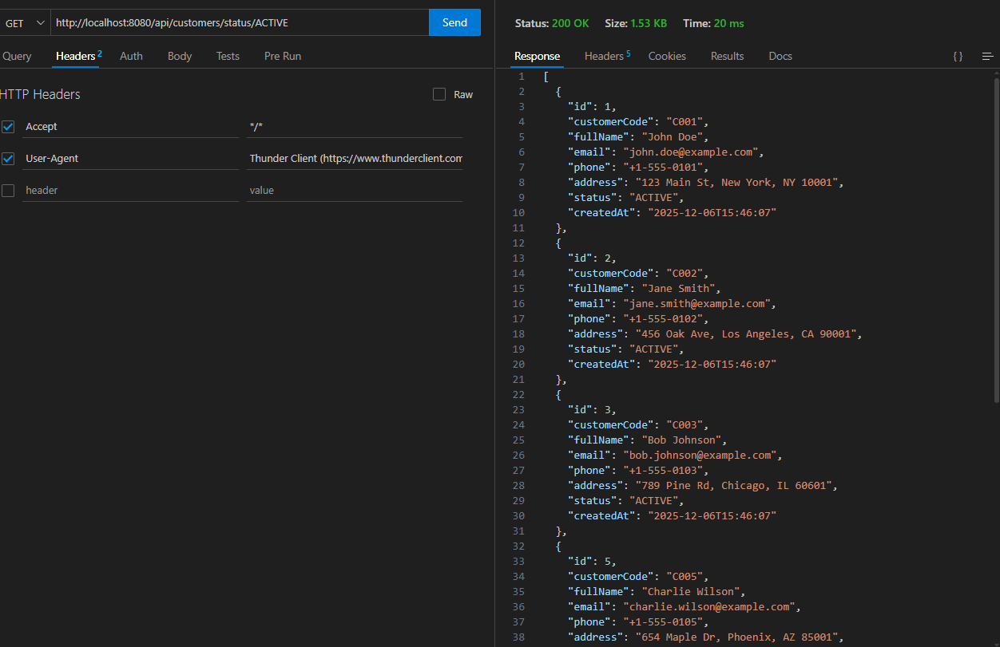 GET http://localhost:8080/api/customers/status/ACTIVE Send
Query Headers 2 Auth Body Tests Pre Run
HTTP Headers Raw
Accept */*
User-Agent Thunder Client (https://www.thunderclient.com
header value
Status: 200 OK Size: 1.53 KB Time: 20 ms
Response Headers 5 Cookies Results Docs { }
1 [
2 {
3 "id": 1,
4 "customerCode": "C001",
5 "fullName": "John Doe",
6 "email": "john.doe@example.com",
7 "phone": "+1-555-0101",
8 "address": "123 Main St, New York, NY 10001",
9 "status": "ACTIVE",
10 "createdAt": "2025-12-06T15:46:07"
11 },
12 {
13 "id": 2,
14 "customerCode": "C002",
15 "fullName": "Jane Smith",
16 "email": "jane.smith@example.com",
17 "phone": "+1-555-0102",
18 "address": "456 Oak Ave, Los Angeles, CA 90001",
19 "status": "ACTIVE",
20 "createdAt": "2025-12-06T15:46:07"
21 },
22 {
23 "id": 3,
24 "customerCode": "C003",
25 "fullName": "Bob Johnson",
26 "email": "bob.johnson@example.com",
27 "phone": "+1-555-0103",
28 "address": "789 Pine Rd, Chicago, IL 60601",
29 "status": "ACTIVE",
30 "createdAt": "2025-12-06T15:46:07"
31 },
32 {
33 "id": 5,
34 "customerCode": "C005",
35 "fullName": "Charlie Wilson",
36 "email": "charlie.wilson@example.com",
37 "phone": "+1-555-0105",
38 "address": "654 Maple Dr, Phoenix, AZ 85001",